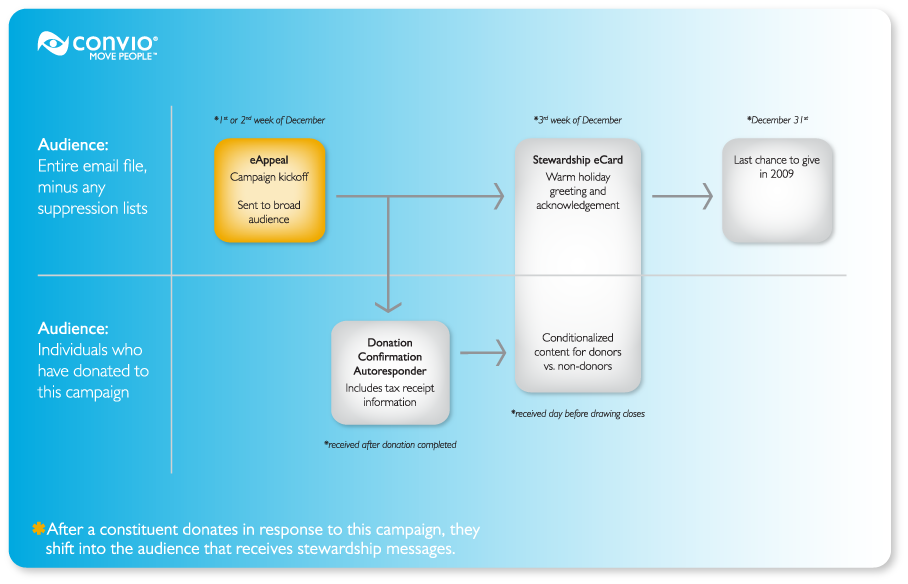 convio®
MOVE PEOPLE™
*1st or 2nd week of December
*3rd week of December
*December 31st
Audience:
Entire email file,
minus any
suppression lists
eAppeal
Campaign kickoff
Sent to broad
audience
Stewardship eCard
Warm holiday
greeting and
acknowledgement
Last chance to give
in 2009
Audience:
Individuals who
have donated to
this campaign
Donation
Confirmation
Autoresponder
Includes tax receipt
information
*received after donation completed
Conditionalized
content for donors
vs. non-donors
*received day before drawing closes
*After a constituent donates in response to this campaign, they
shift into the audience that receives stewardship messages.